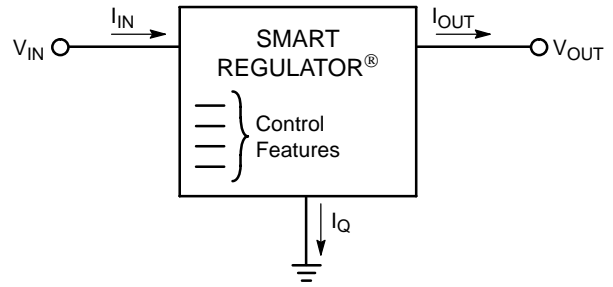 I_IN
I_OUT
V_IN
SMART
REGULATOR®
V_OUT
Control
Features
I_Q